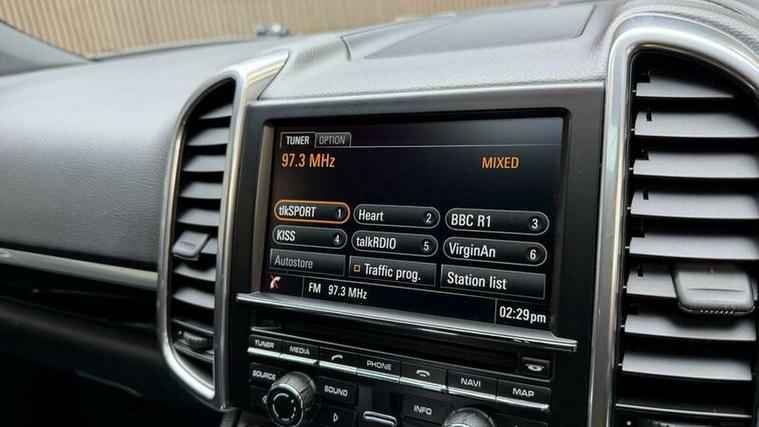 TUNER OPTION
97.3 MHz MIXED
tlkSPORT 1 Heart 2 BBC R1 3
KISS 4 talkRDIO 5 VirginAn 6
Autostore Traffic prog. Station list
FM 97.3 MHz 02:29pm
TUNER MEDIA PHONE NAVI MAP
SOURCE SOUND INFO